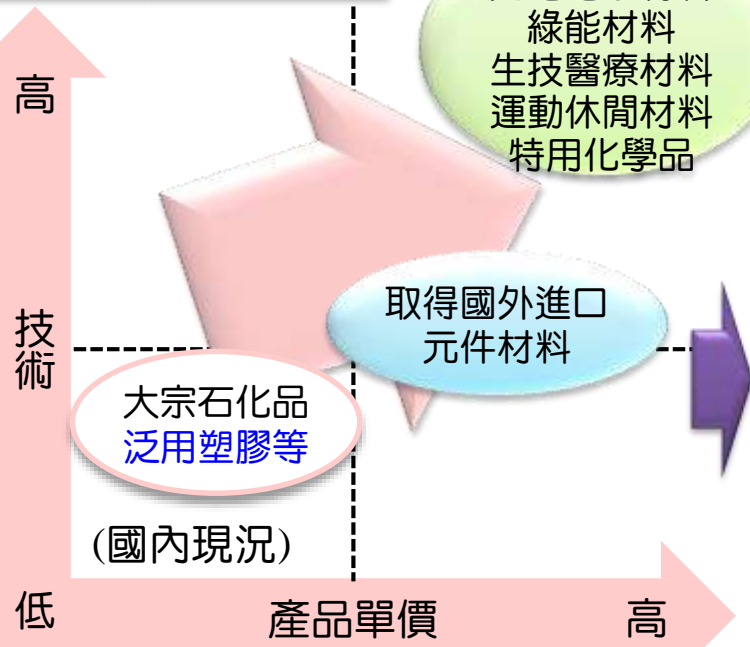 綠能材料
生技醫療材料
運動休閒材料
特用化學品
高
取得國外進口
元件材料
技術
大宗石化品
泛用塑膠等
(國內現況)
低
產品單價
高